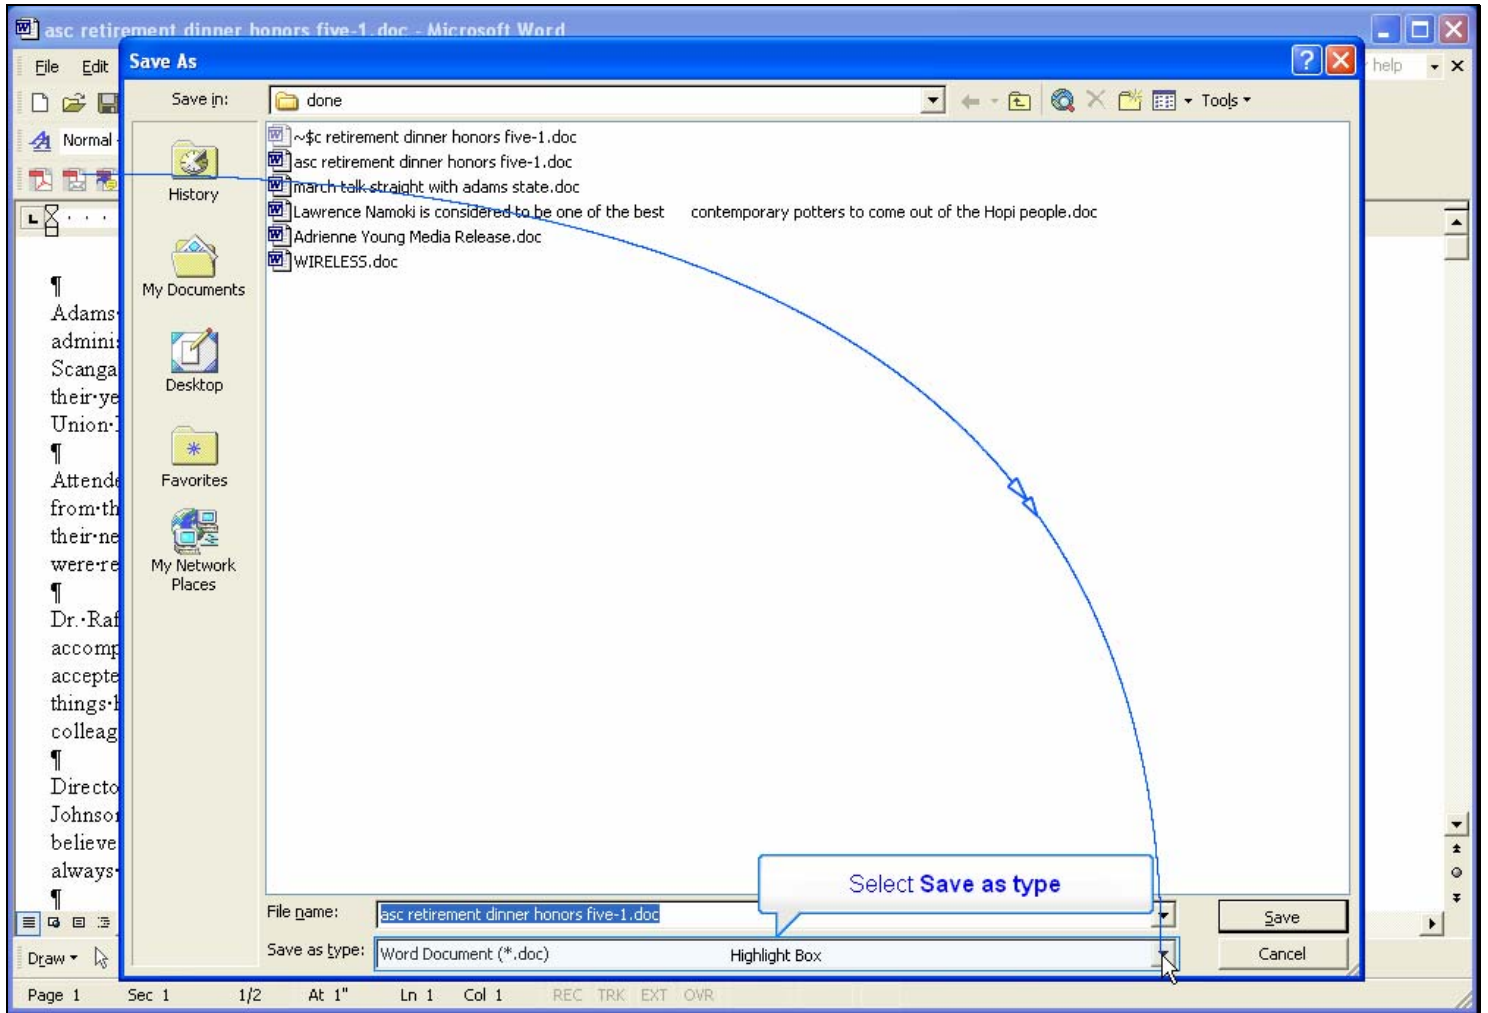 asc retirement dinner honors five-1.doc - Microsoft Word
File Edit
help
Normal
Save As
Save in:
done
Tools
History
My Documents
Desktop
Favorites
My Network
Places
~$c retirement dinner honors five-1.doc
asc retirement dinner honors five-1.doc
march talk straight with adams state.doc
Lawrence Namoki is considered to be one of the best contemporary potters to come out of the Hopi people.doc
Adrienne Young Media Release.doc
WIRELESS.doc
¶
Adams·
adminis
Scanga
their·ye
Union·
¶
Attende
from·th
their·ne
were·re
¶
Dr.·Raf
accomp
accepte
things·
colleag
¶
Directo
Johnson
believe
always·
¶
Select Save as type
File name:
asc retirement dinner honors five-1.doc
Save
Save as type:
Word Document (*.doc)
Highlight Box
Cancel
Draw
Page 1 Sec 1 1/2 At 1" Ln 1 Col 1 REC TRK EXT OVR